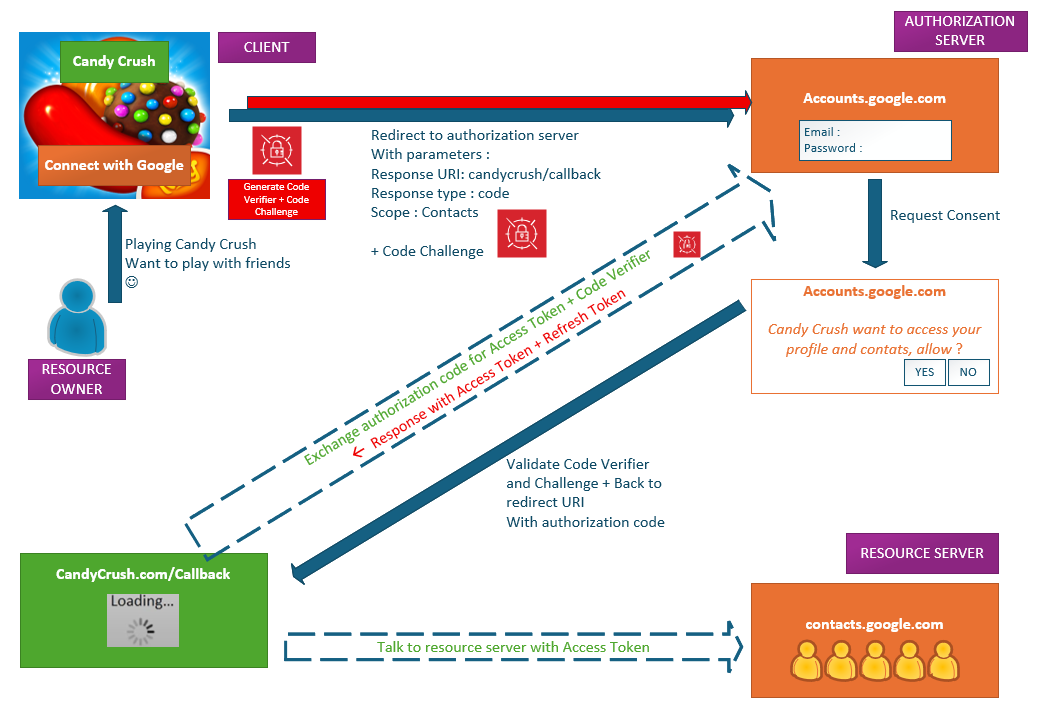 AUTHORIZATION
SERVER
CLIENT
Candy Crush
Connect with Google
Accounts.google.com
Email :
Password :
Redirect to authorization server
With parameters :
Response URI: candycrush/callback
Response type : code
Scope : Contacts
+ Code Challenge
Generate Code
Verifier + Code
Challenge
Request Consent
Playing Candy Crush
Want to play with friends
☺
RESOURCE
OWNER
Accounts.google.com
Candy Crush want to access your
profile and contats, allow ?
YES
NO
Exchange authorization code for Access Token + Code Verifier
← Response with Access Token + Refresh Token
Validate Code Verifier
and Challenge + Back to
redirect URI
With authorization code
RESOURCE SERVER
CandyCrush.com/Callback
Loading...
Talk to resource server with Access Token
contacts.google.com